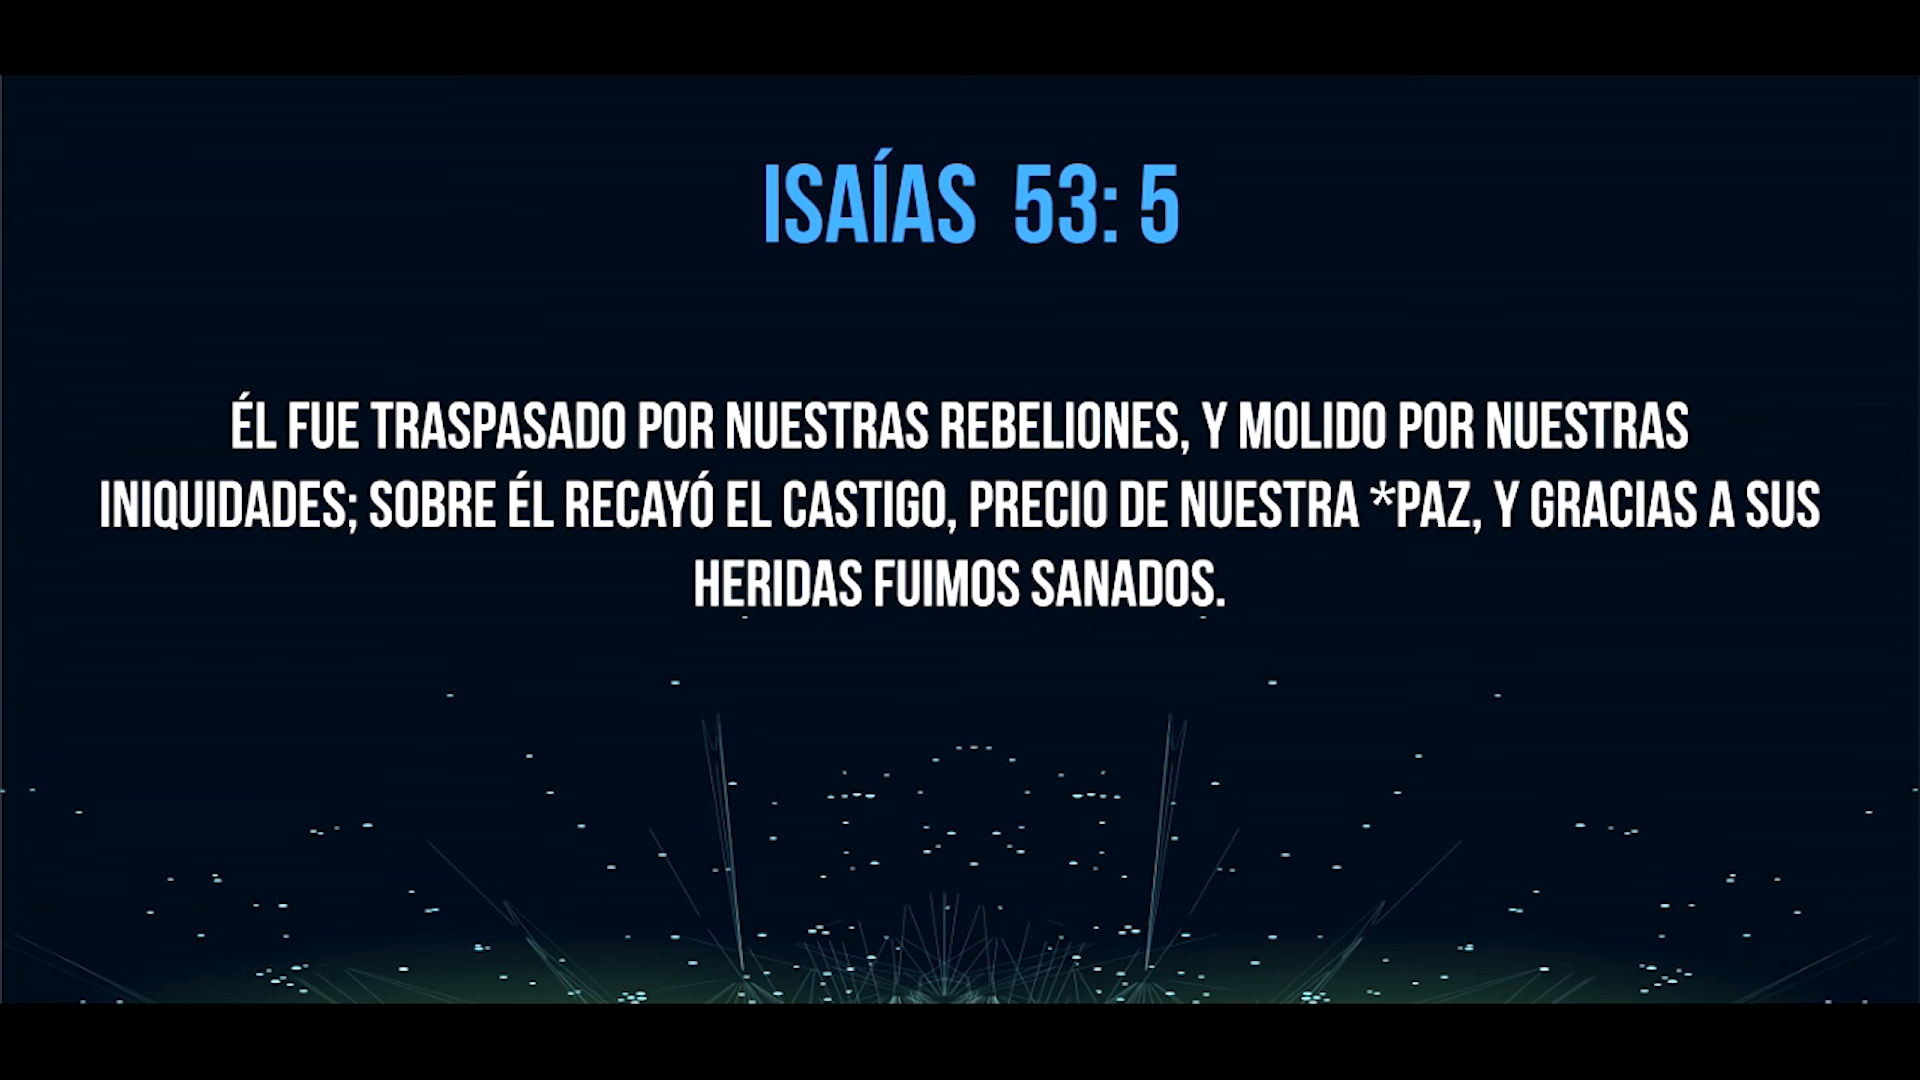 ISAÍAS  53: 5
ÉL FUE TRASPASADO POR NUESTRAS REBELIONES, Y MOLIDO POR NUESTRAS
INIQUIDADES; SOBRE ÉL RECAYÓ EL CASTIGO, PRECIO DE NUESTRA *PAZ, Y GRACIAS A SUS
HERIDAS FUIMOS SANADOS.